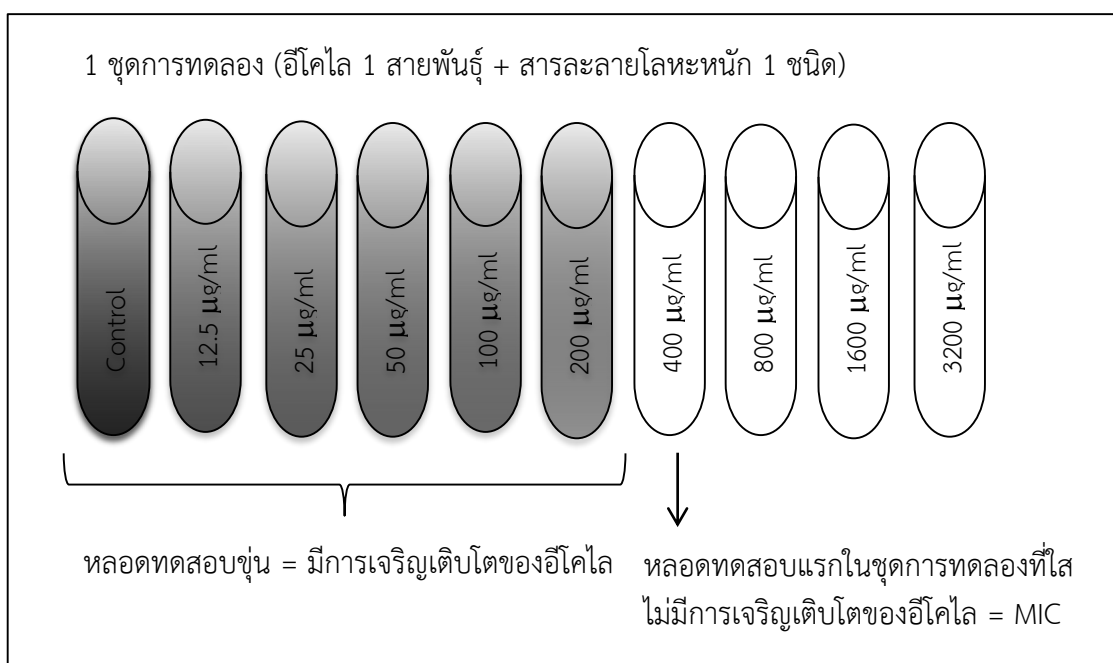 1 ชุดการทดลอง (อีโคไล 1 สายพันธุ์ + สารละลายโลหะหนัก 1 ชนิด)
Control
12.5 µg/ml
25 µg/ml
50 µg/ml
100 µg/ml
200 µg/ml
400 µg/ml
800 µg/ml
1600 µg/ml
3200 µg/ml
หลอดทดสอบขุ่น = มีการเจริญเติบโตของอีโคไล
หลอดทดสอบแรกในชุดการทดลองที่ใส
ไม่มีการเจริญเติบโตของอีโคไล = MIC